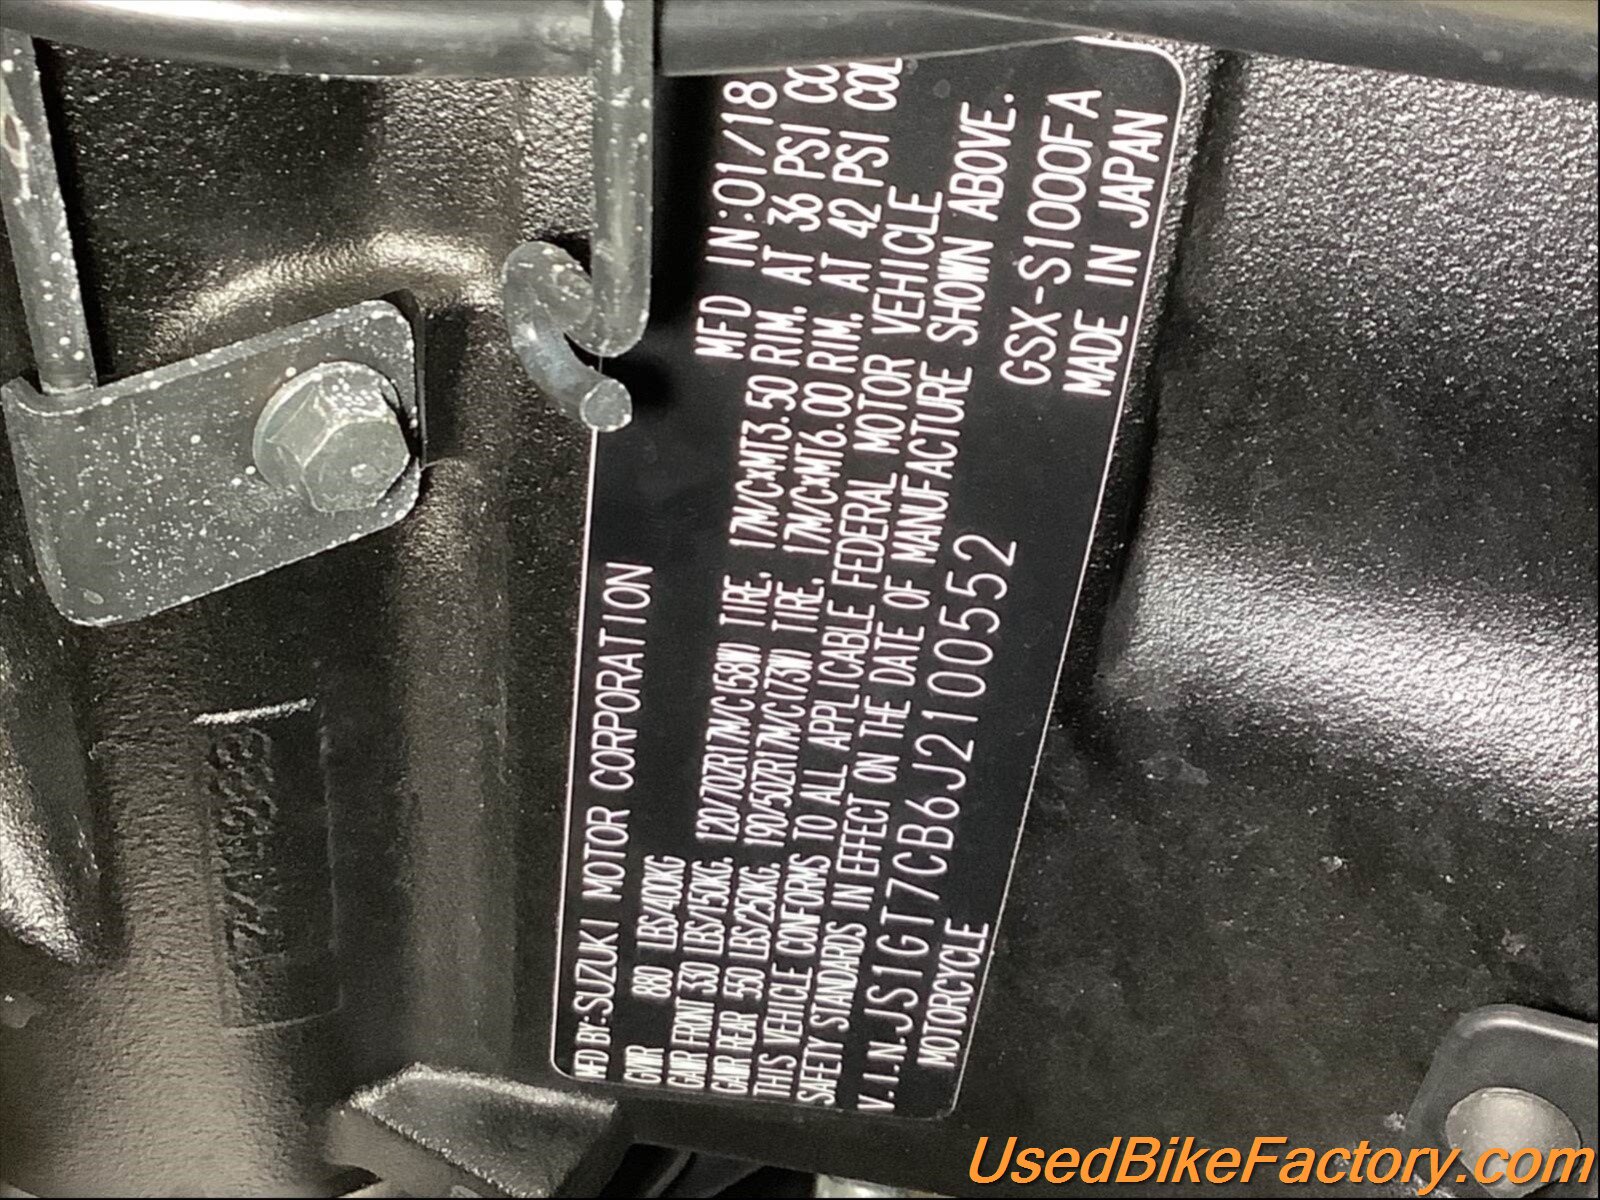 MFD BY:SUZUKI MOTOR CORPORATION MFD IN:01/18
GVWR 880 LBS/400KG
GAWR FRONT 330 LBS/150KG, 120/70ZR17M/C(58W) TIRE, 17M/CxMT3.50 RIM, AT 36 PSI
GAWR REAR 550 LBS/250KG, 190/50ZR17M/C(73W) TIRE, 17M/CxMT6.00 RIM, AT 42 PSI
THIS VEHICLE CONFORMS TO ALL APPLICABLE FEDERAL MOTOR VEHICLE
SAFETY STANDARDS IN EFFECT ON THE DATE OF MANUFACTURE SHOWN ABOVE.
V.I.N.JS1GT7CB6J2100552 GSX-S1000FA
MOTORCYCLE MADE IN JAPAN
UsedBikeFactory.com